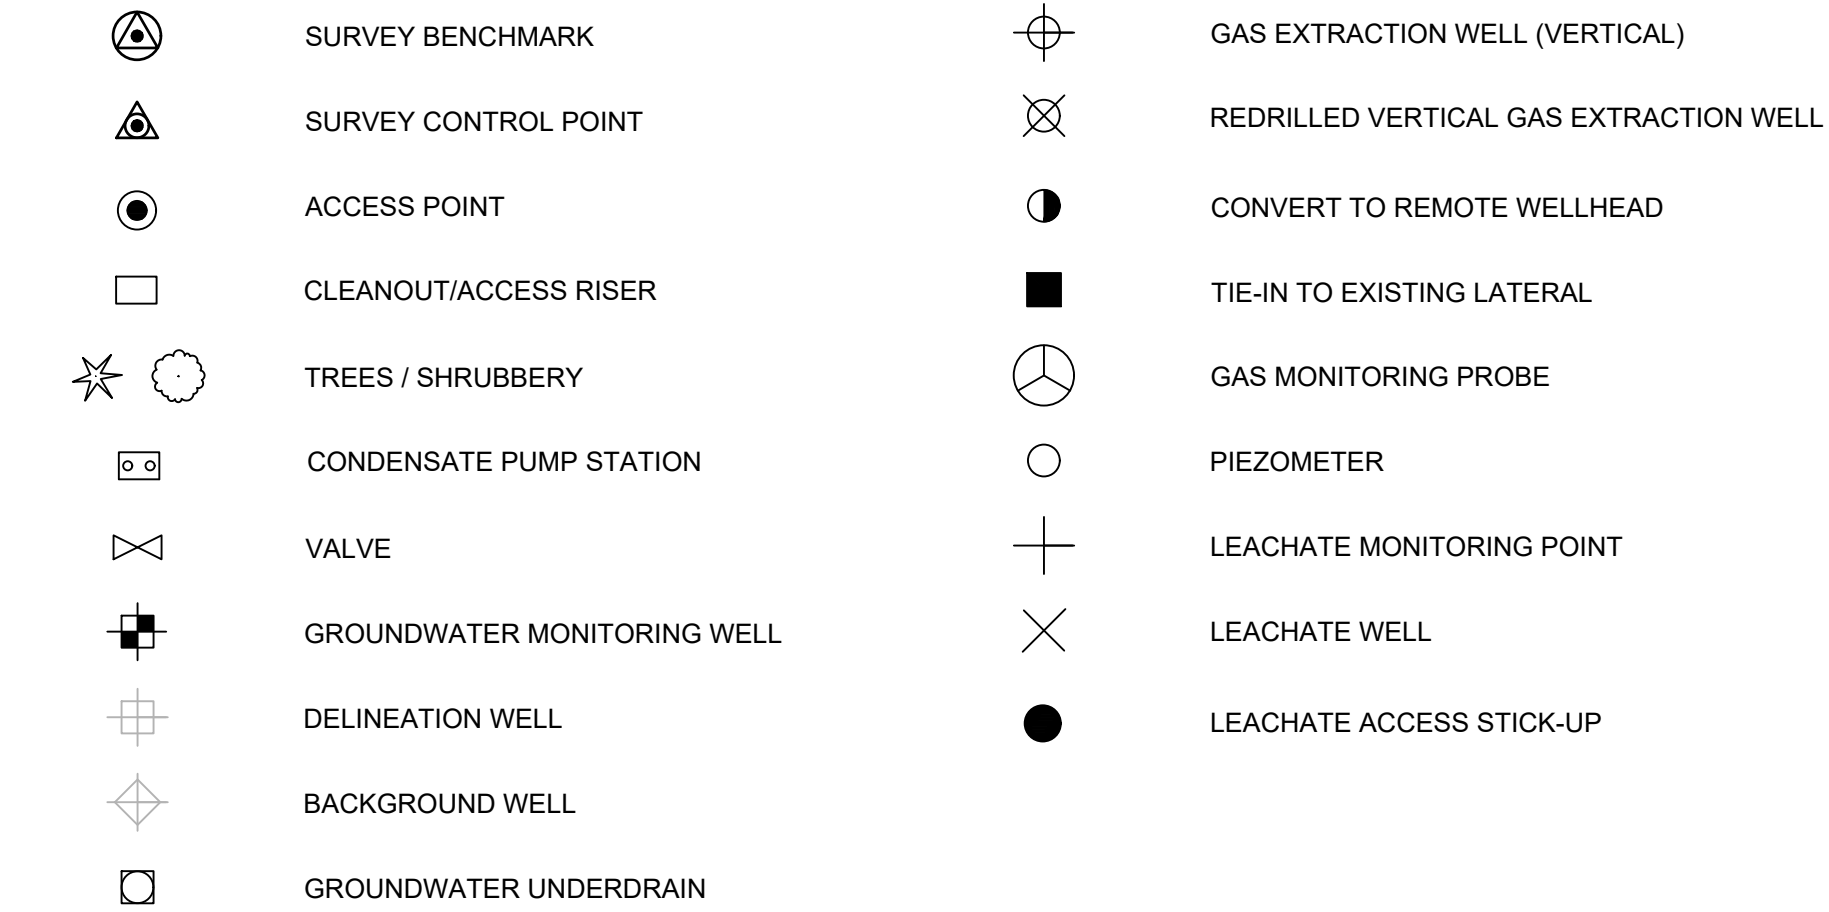 SURVEY BENCHMARK
SURVEY CONTROL POINT
ACCESS POINT
CLEANOUT/ACCESS RISER
TREES / SHRUBBERY
CONDENSATE PUMP STATION
VALVE
GROUNDWATER MONITORING WELL
DELINEATION WELL
BACKGROUND WELL
GROUNDWATER UNDERDRAIN
GAS EXTRACTION WELL (VERTICAL)
REDRILLED VERTICAL GAS EXTRACTION WELL
CONVERT TO REMOTE WELLHEAD
TIE-IN TO EXISTING LATERAL
GAS MONITORING PROBE
PIEZOMETER
LEACHATE MONITORING POINT
LEACHATE WELL
LEACHATE ACCESS STICK-UP